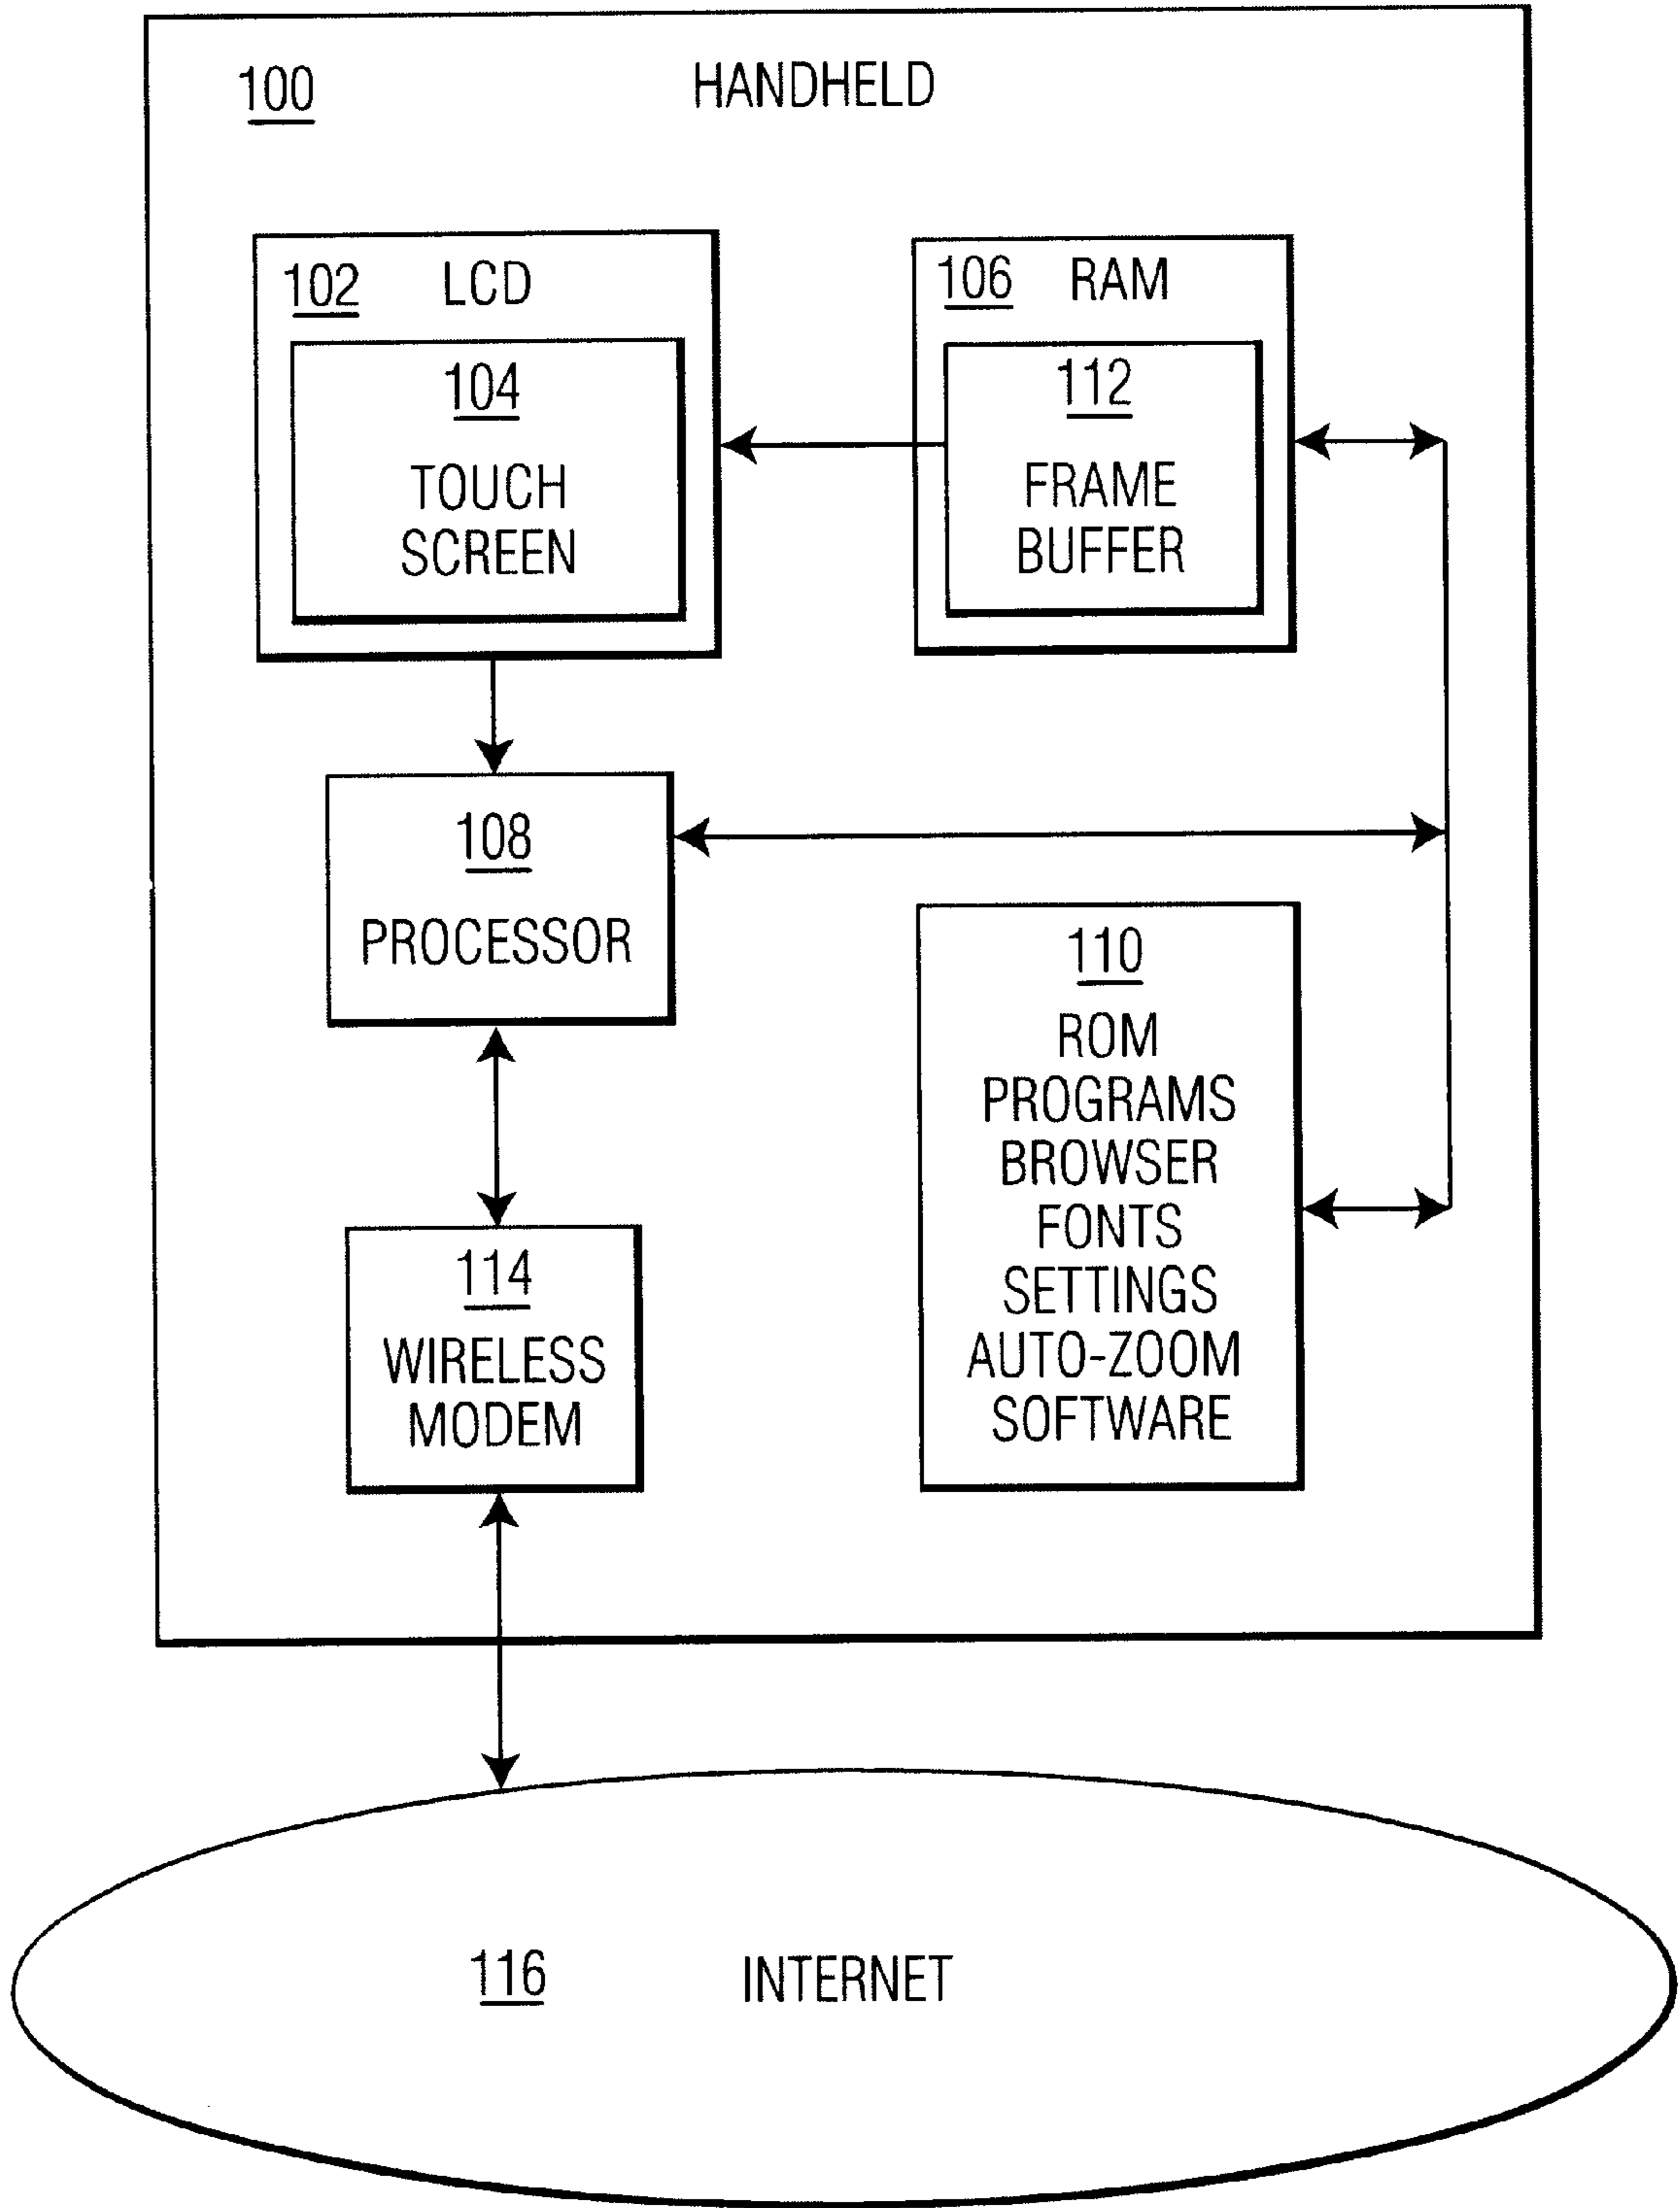 100 HANDHELD
102 LCD
104
TOUCH
SCREEN
106 RAM
112
FRAME
BUFFER
108
PROCESSOR
110
ROM
PROGRAMS
BROWSER
FONTS
SETTINGS
AUTO-ZOOM
SOFTWARE
114
WIRELESS
MODEM
116 INTERNET